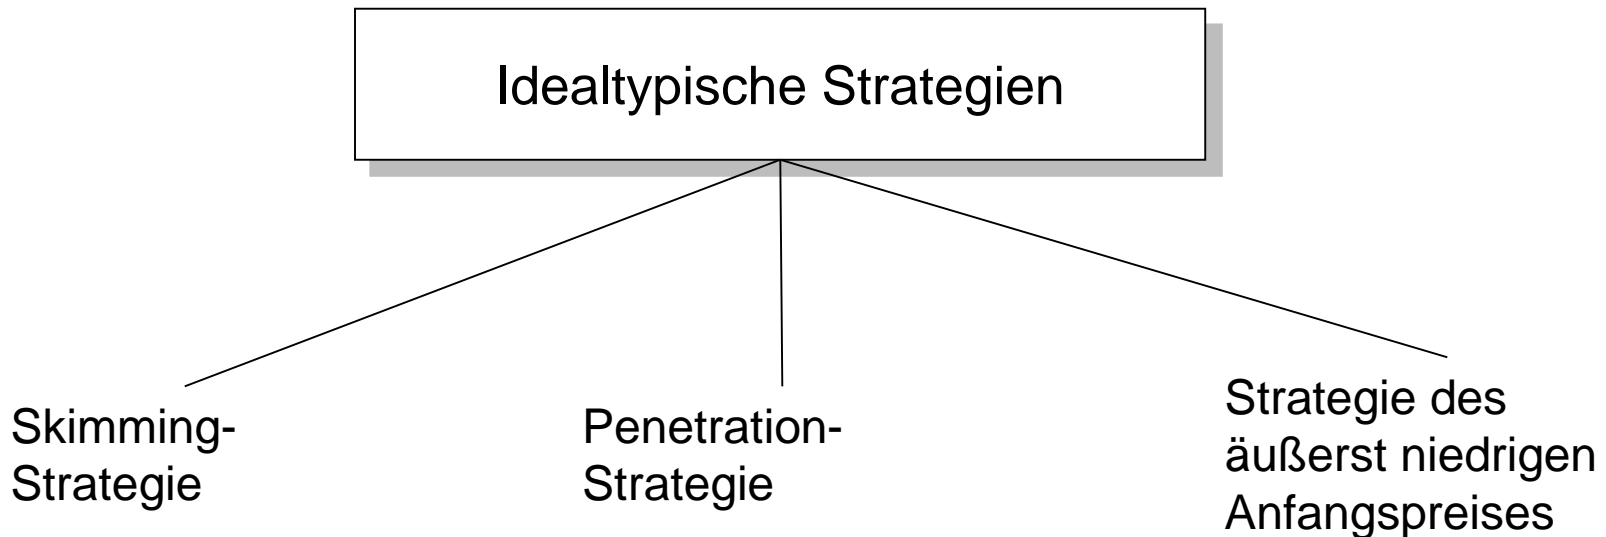 Idealtypische Strategien
Skimming-
Strategie
Penetration-
Strategie
Strategie des
äußerst niedrigen
Anfangspreises